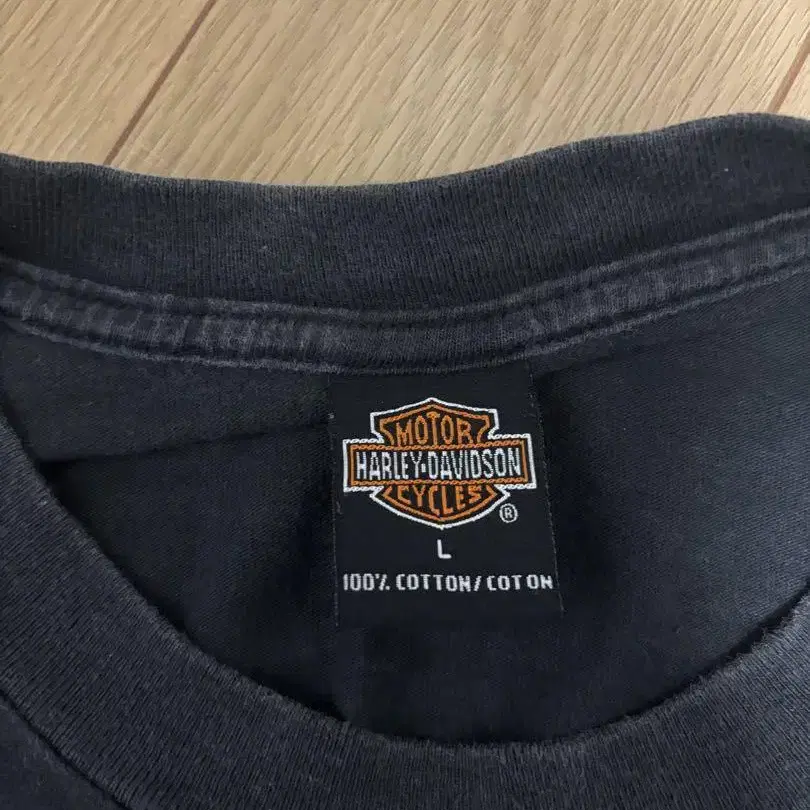 MOTOR
HARLEY-DAVIDSON
CYCLES
®
L
100% COTTON/COTON